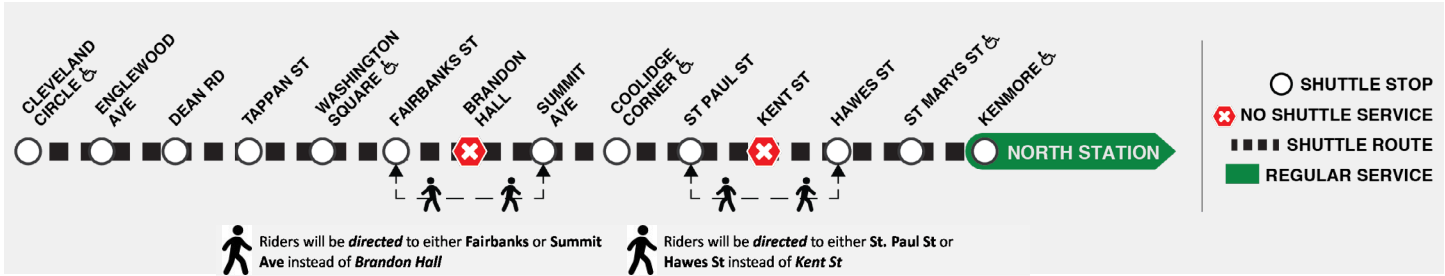 CLEVELAND
CIRCLE
ENGLEWOOD
AVE
DEAN RD
TAPPAN ST
WASHINGTON
SQUARE
FAIRBANKS ST
BRANDON
HALL
SUMMIT
AVE
COOLIDGE
CORNER
ST PAUL ST
KENT ST
HAWES ST
ST MARYS ST
KENMORE
NORTH STATION
SHUTTLE STOP
NO SHUTTLE SERVICE
SHUTTLE ROUTE
REGULAR SERVICE
Riders will be directed to either Fairbanks or Summit
Ave instead of Brandon Hall
Riders will be directed to either St. Paul St or
Hawes St instead of Kent St